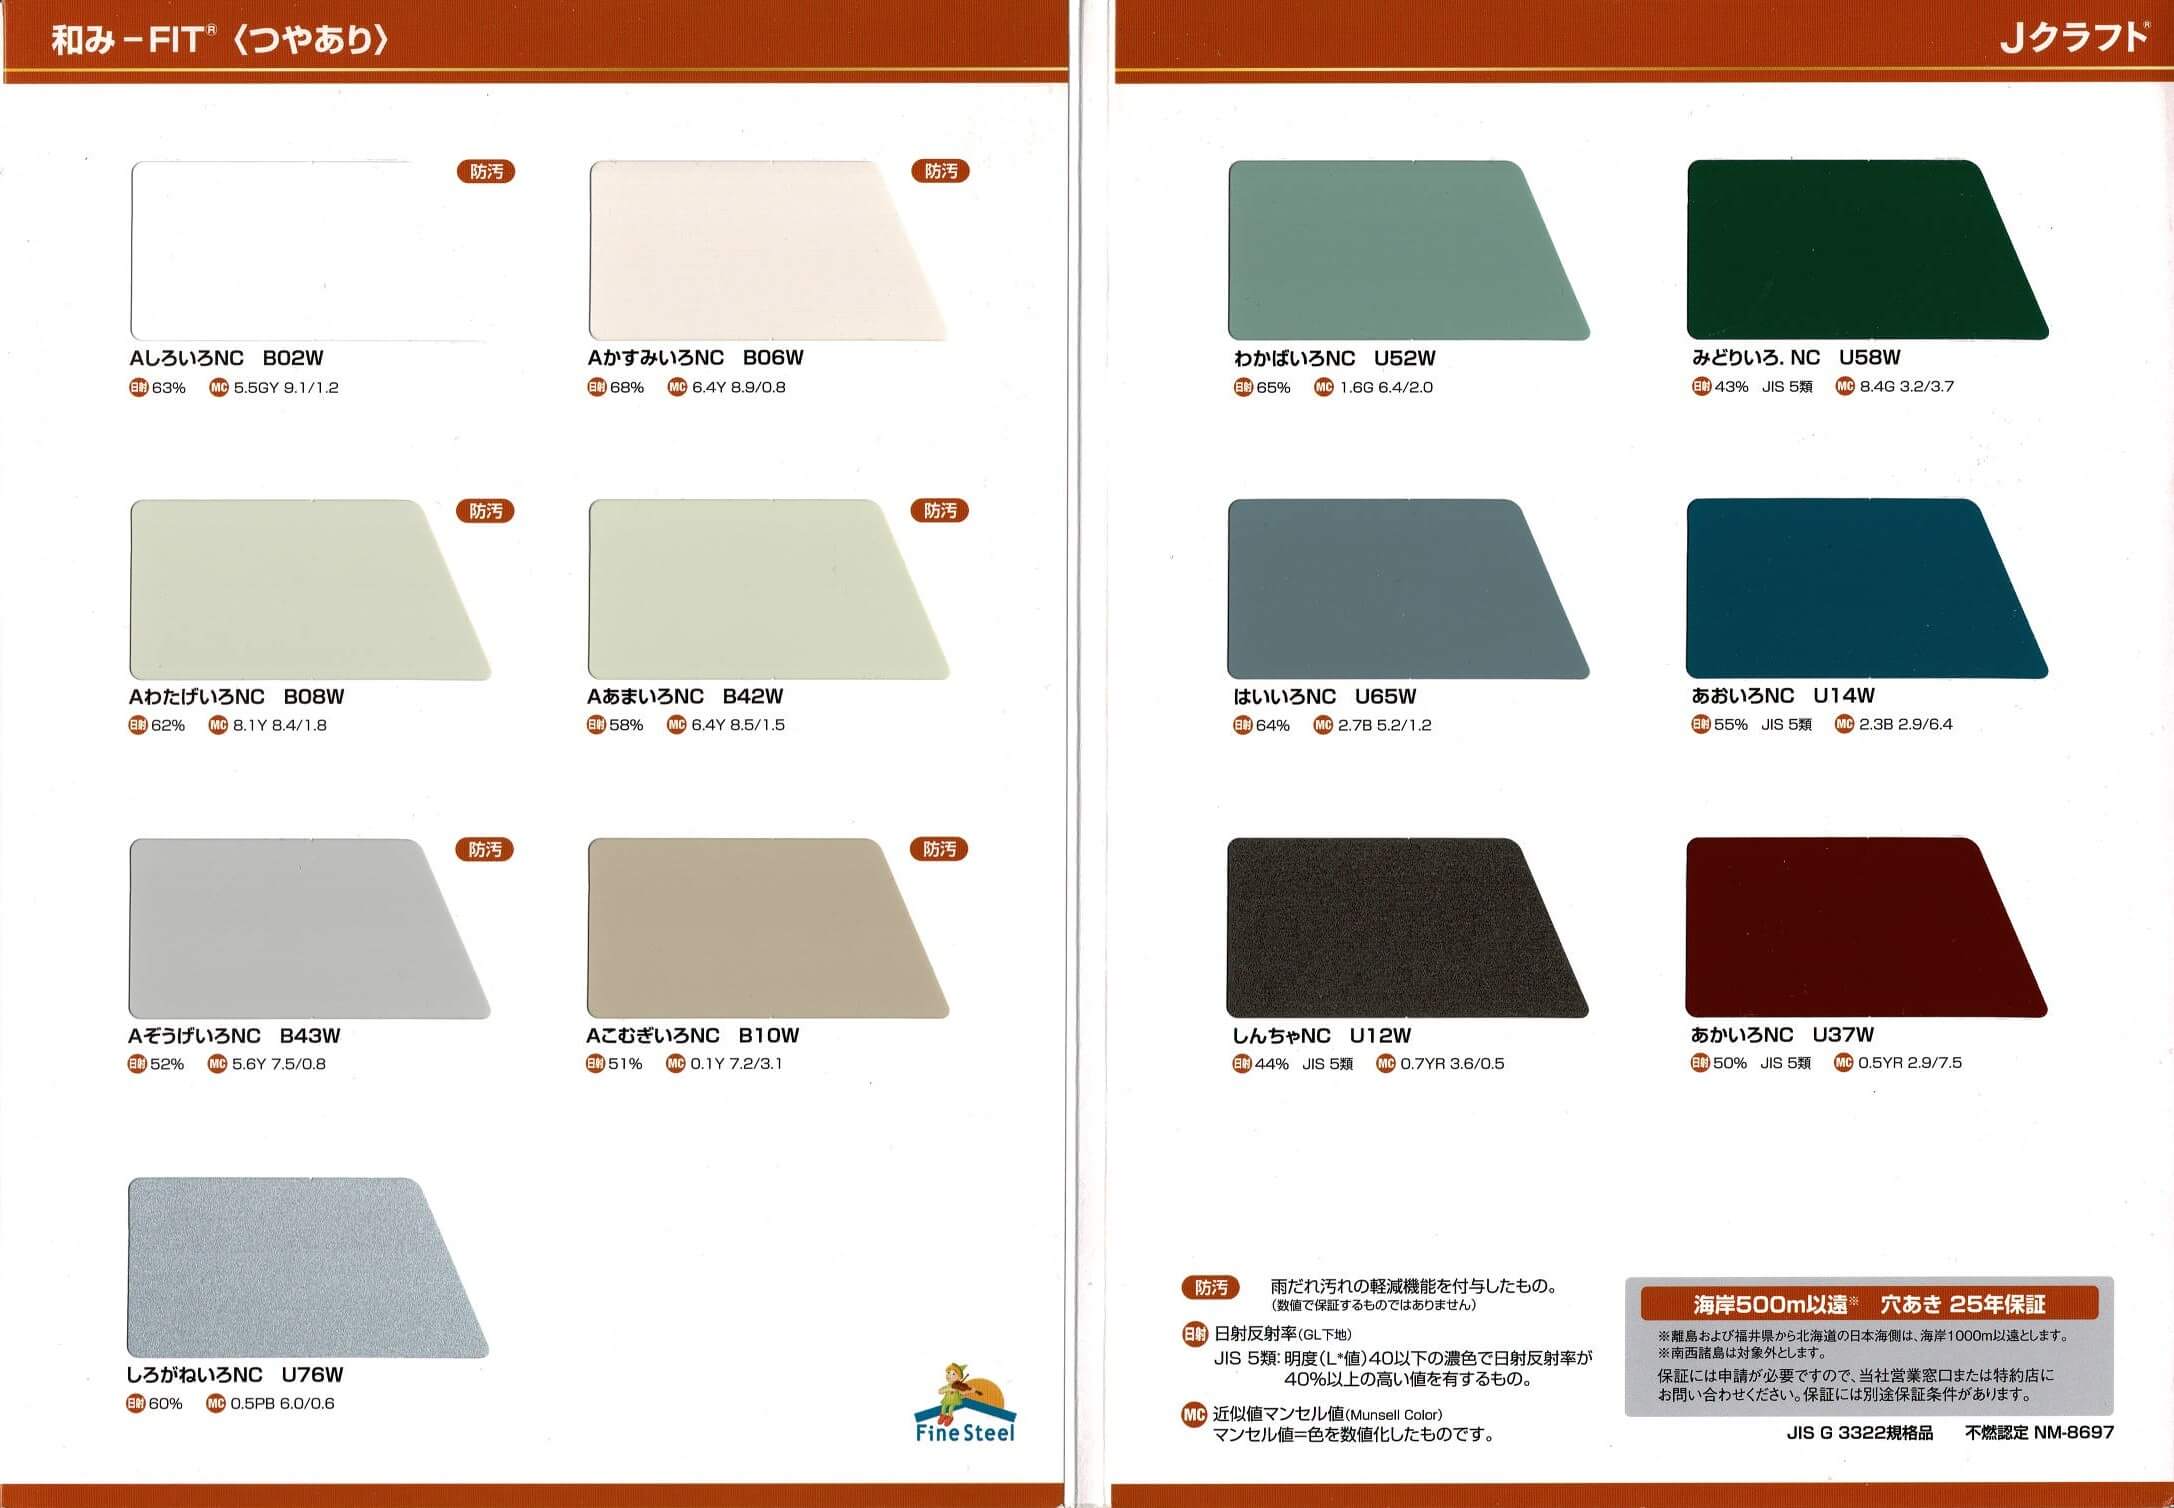 和み－FIT® 〈つやあり〉
防汚
AしろいろNC B02W
日射 63% MC 5.5GY 9.1/1.2
防汚
AかすみいろNC B06W
日射 68% MC 6.4Y 8.9/0.8
防汚
AわたげいろNC B08W
日射 62% MC 8.1Y 8.4/1.8
防汚
AあまいろNC B42W
日射 58% MC 6.4Y 8.5/1.5
防汚
AぞうげいろNC B43W
日射 52% MC 5.6Y 7.5/0.8
防汚
AこむぎいろNC B10W
日射 51% MC 0.1Y 7.2/3.1
しろがねいろNC U76W
日射 60% MC 0.5PB 6.0/0.6
Fine Steel
Jクラフト®
わかばいろNC U52W
日射 65% MC 1.6G 6.4/2.0
みどりいろ．NC U58W
日射 43% JIS 5類 MC 8.4G 3.2/3.7
はいいろNC U65W
日射 64% MC 2.7B 5.2/1.2
あおいろNC U14W
日射 55% JIS 5類 MC 2.3B 2.9/6.4
しんちゃNC U12W
日射 44% JIS 5類 MC 0.7YR 3.6/0.5
あかいろNC U37W
日射 50% JIS 5類 MC 0.5YR 2.9/7.5
防汚 雨だれ汚れの軽減機能を付与したもの。
（数値で保証するものではありません）
日射 日射反射率（GL下地）
JIS 5類：明度（L*値）40以下の濃色で日射反射率が
40%以上の高い値を有するもの。
MC 近似値マンセル値（Munsell Color）
マンセル値＝色を数値化したものです。
海岸500m以遠※ 穴あき 25年保証
※離島および福井県から北海道の日本海側は、海岸1000m以遠とします。
※南西諸島は対象外とします。
保証には申請が必要ですので、当社営業窓口または特約店に
お問い合わせください。保証には別途保証条件があります。
JIS G 3322規格品 不燃認定 NM-8697